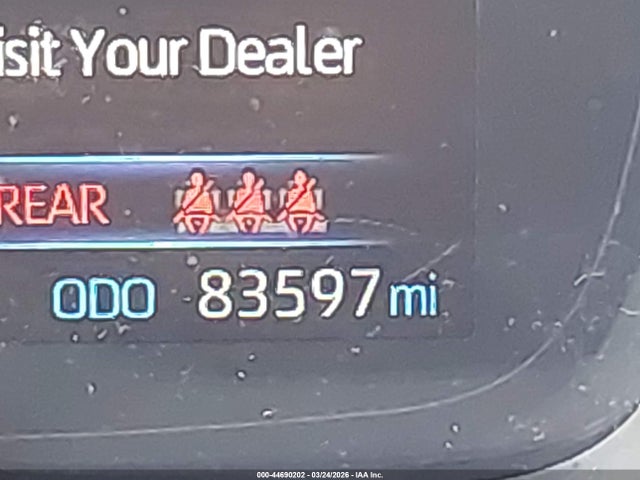 isit Your Dealer
REAR
ODO 83597 mi
000-44690202 - 03/24/2026 - IAA Inc.